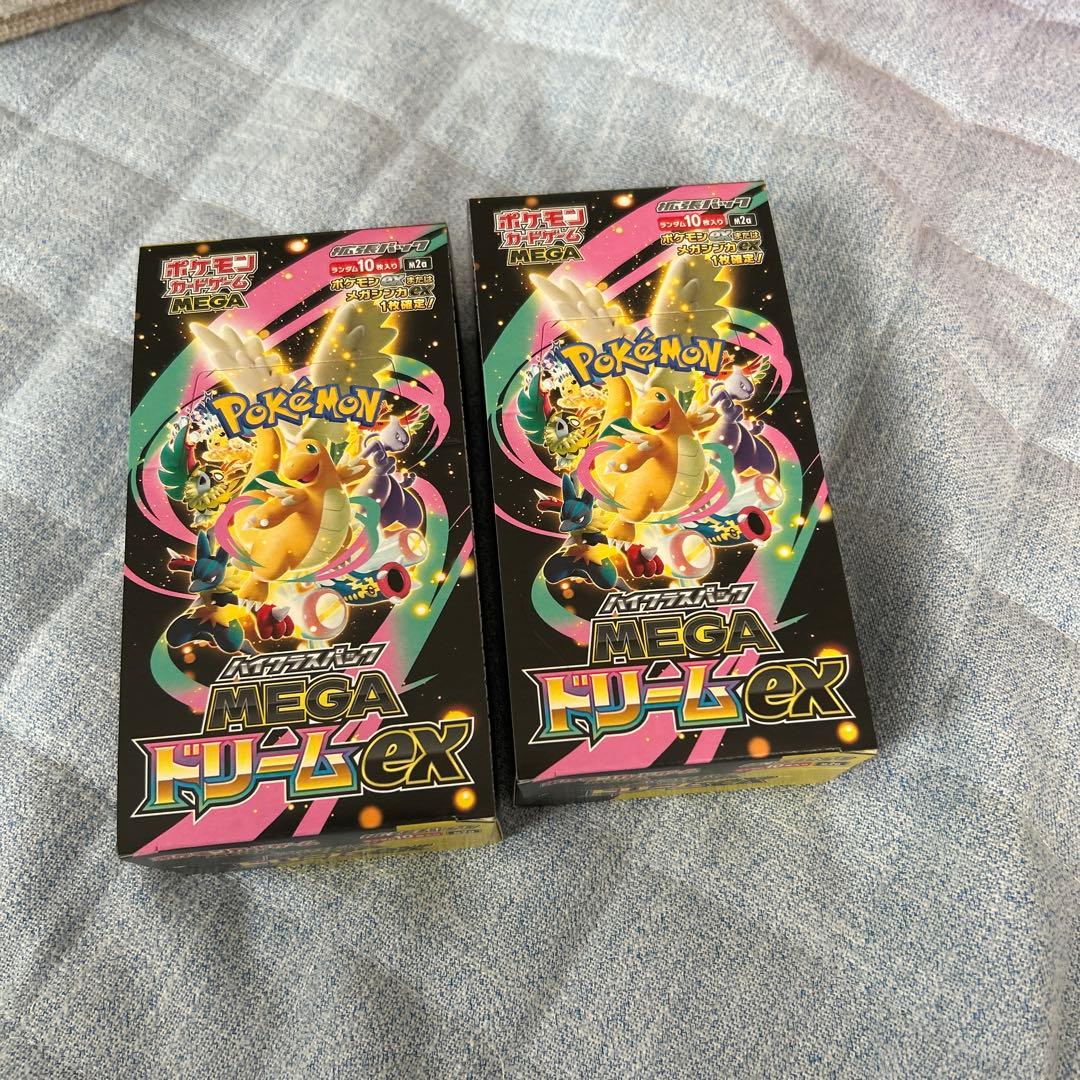 ポケモン
カードゲーム
MEGA
拡張パック
ランダム10枚入り M2a
ポケモンexまたは
メガシンカex
1枚確定!
POKÉMON
ハイクラスパック
MEGA
ドリームex
ポケモン
カードゲーム
MEGA
拡張パック
ランダム10枚入り M2a
ポケモンexまたは
メガシンカex
1枚確定!
POKÉMON
ハイクラスパック
MEGA
ドリームex